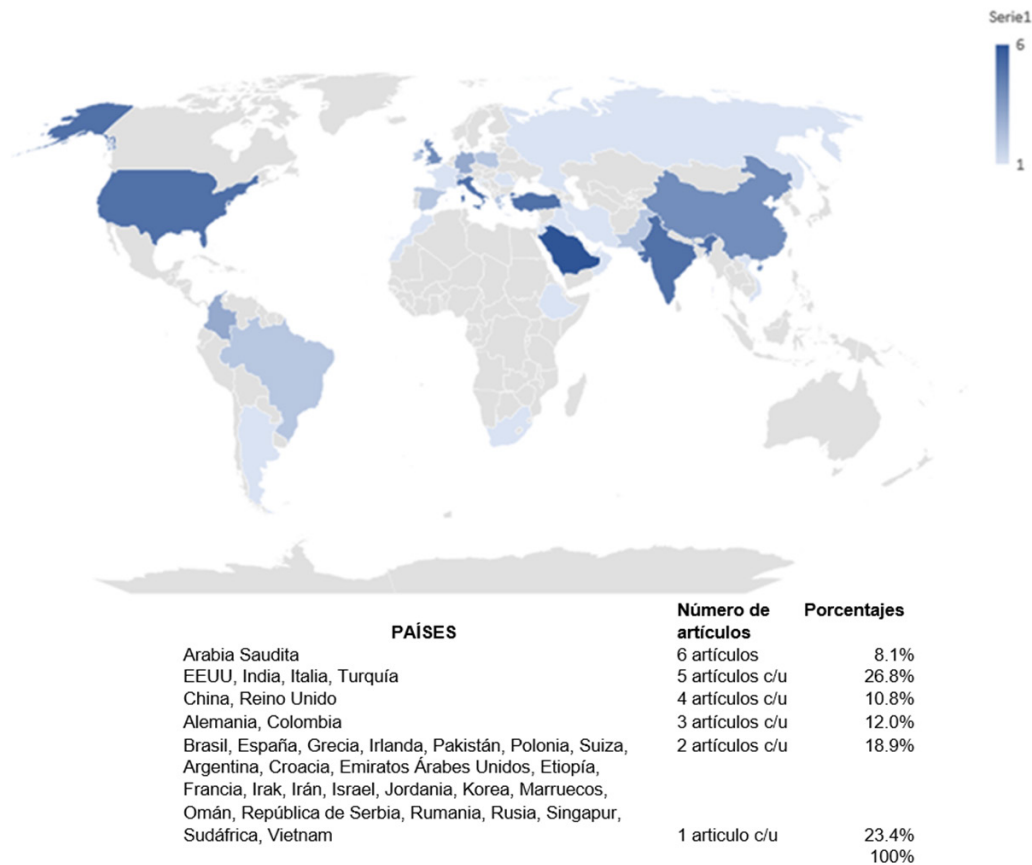 Serie1
6
1
PAÍSES Número de artículos Porcentajes
Arabia Saudita 6 artículos 8.1%
EEUU, India, Italia, Turquía 5 artículos c/u 26.8%
China, Reino Unido 4 artículos c/u 10.8%
Alemania, Colombia 3 artículos c/u 12.0%
Brasil, España, Grecia, Irlanda, Pakistán, Polonia, Suiza, 2 artículos c/u 18.9%
Argentina, Croacia, Emiratos Árabes Unidos, Etiopía,
Francia, Irak, Irán, Israel, Jordania, Korea, Marruecos,
Omán, República de Serbia, Rumania, Rusia, Singapur,
Sudáfrica, Vietnam 1 articulo c/u 23.4%
100%